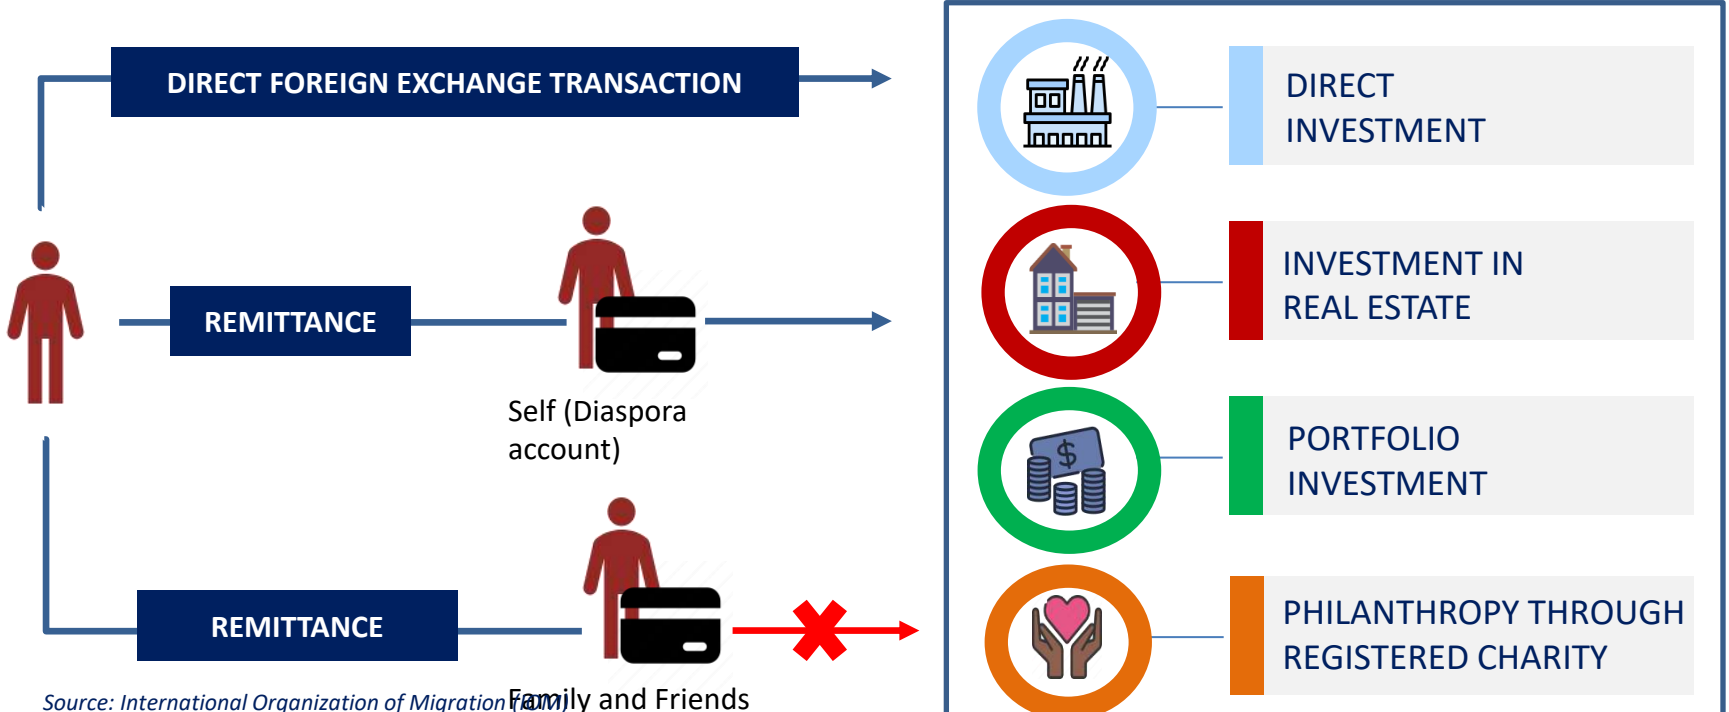 DIRECT FOREIGN EXCHANGE TRANSACTION
REMITTANCE
Self (Diaspora
account)
REMITTANCE
Family and Friends
Source: International Organization of Migration (IOM)
DIRECT
INVESTMENT
INVESTMENT IN
REAL ESTATE
PORTFOLIO
INVESTMENT
PHILANTHROPY THROUGH
REGISTERED CHARITY